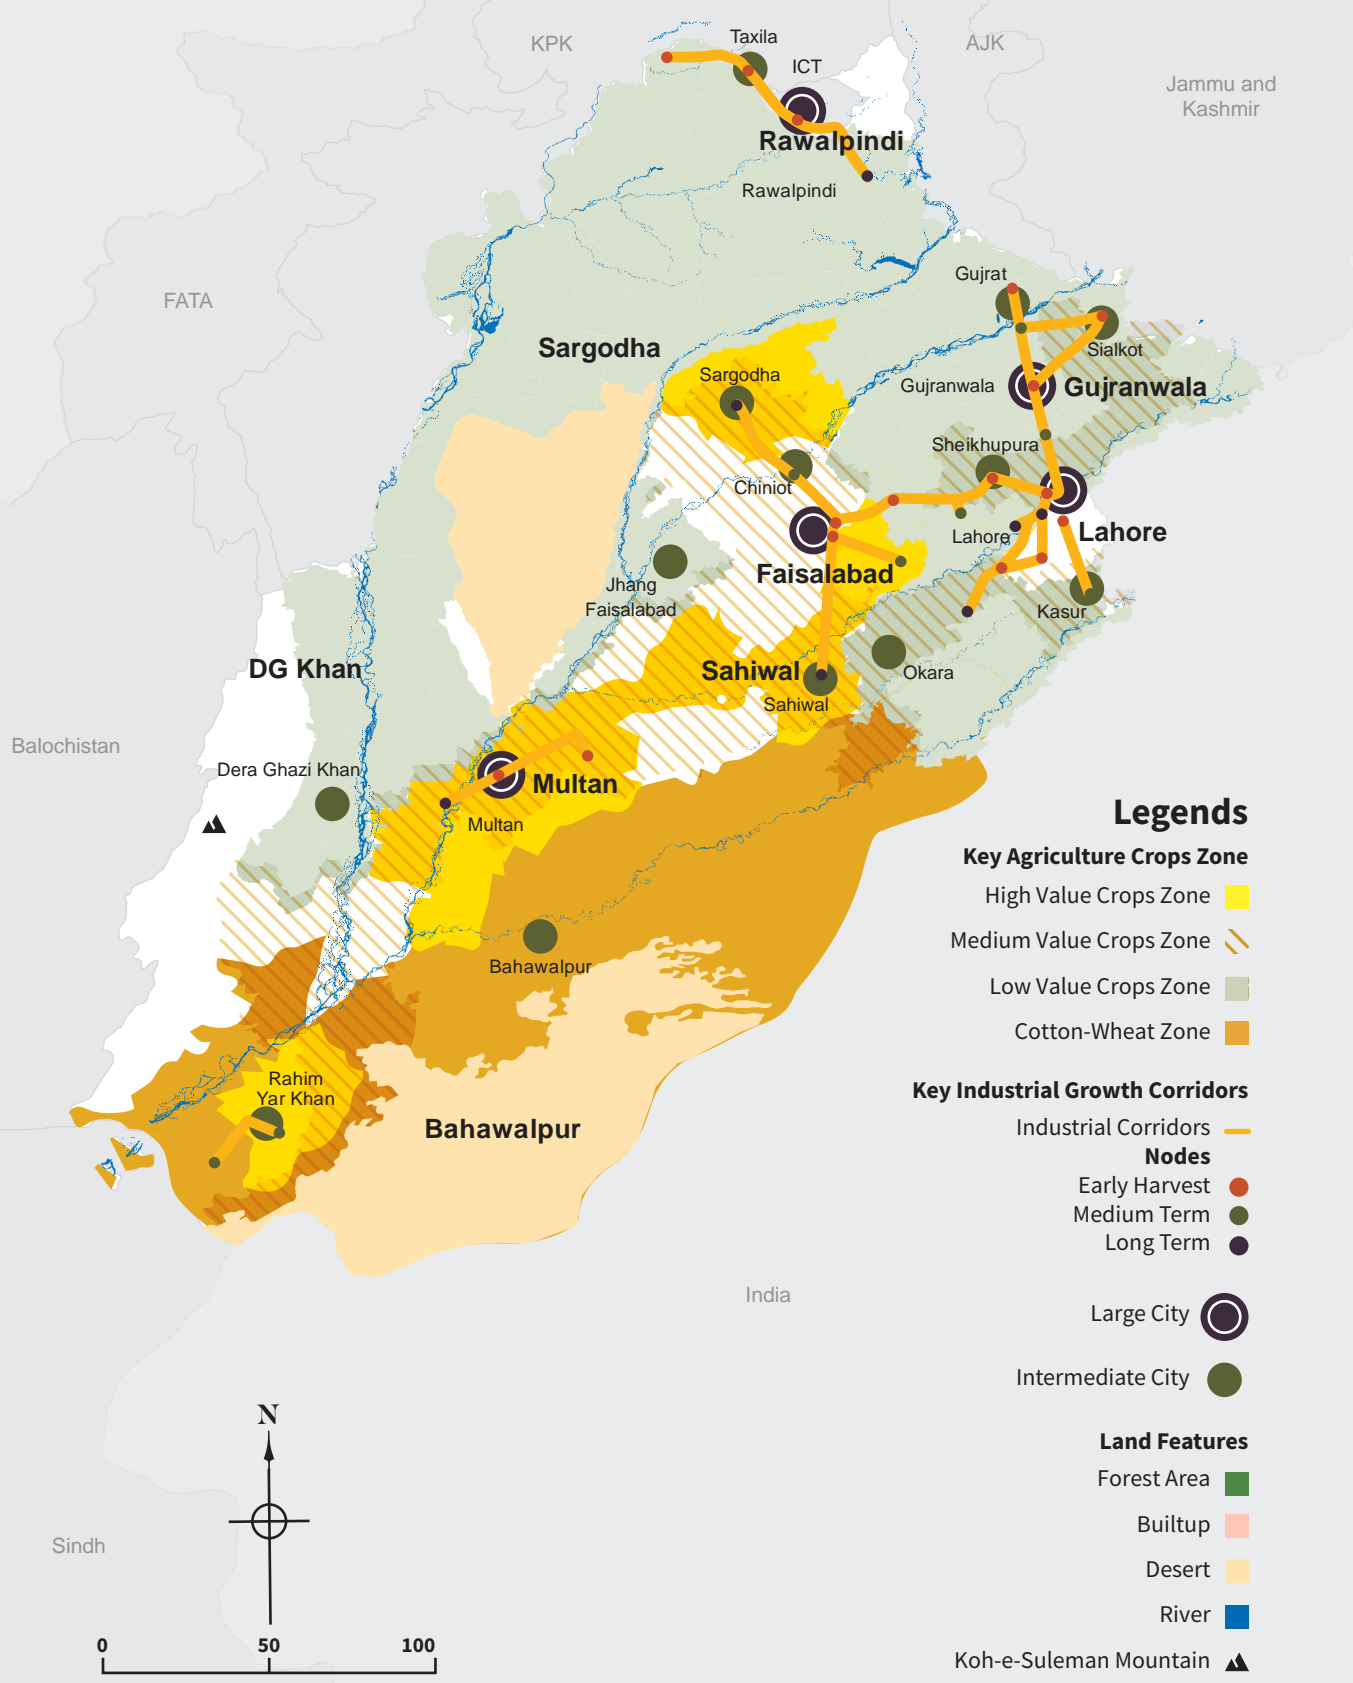 Taxila
KPK
AJK
ICT
Jammu and
Kashmir
Rawalpindi
Rawalpindi
Gujrat
FATA
Sargodha
Sialkot
Sargodha
Gujranwala
Gujranwala
Sheikhupura
Chiniot
Lahore
Lahore
Faisalabad
Jhang
Faisalabad
Kasur
DG Khan
Sahiwal
Okara
Sahiwal
Balochistan
Dera Ghazi Khan
Multan
Multan
Bahawalpur
Rahim
Yar Khan
Bahawalpur
India
Sindh
Legends
Key Agriculture Crops Zone
High Value Crops Zone
Medium Value Crops Zone
Low Value Crops Zone
Cotton-Wheat Zone
Key Industrial Growth Corridors
Industrial Corridors
Nodes
Early Harvest
Medium Term
Long Term
Large City
Intermediate City
Land Features
Forest Area
Builtup
Desert
River
Koh-e-Suleman Mountain
N
0 50 100